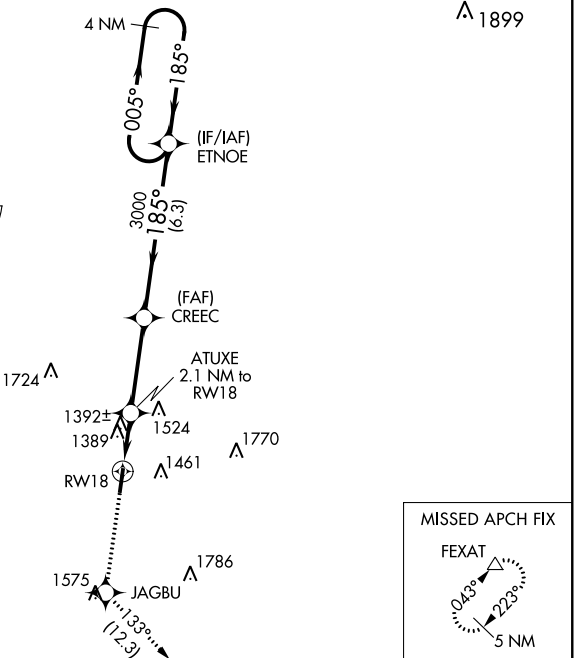 1899
4 NM
185°
005°
(IF/IAF)
ETNOE
3000
185°
(6.3)
(FAF)
CREEC
1724
ATUXE
2.1 NM to
RW18
1392±
1524
1389
1770
1461
RW18
1786
1575
JAGBU
133°
(12.3)
MISSED APCH FIX
FEXAT
043°
223°
5 NM